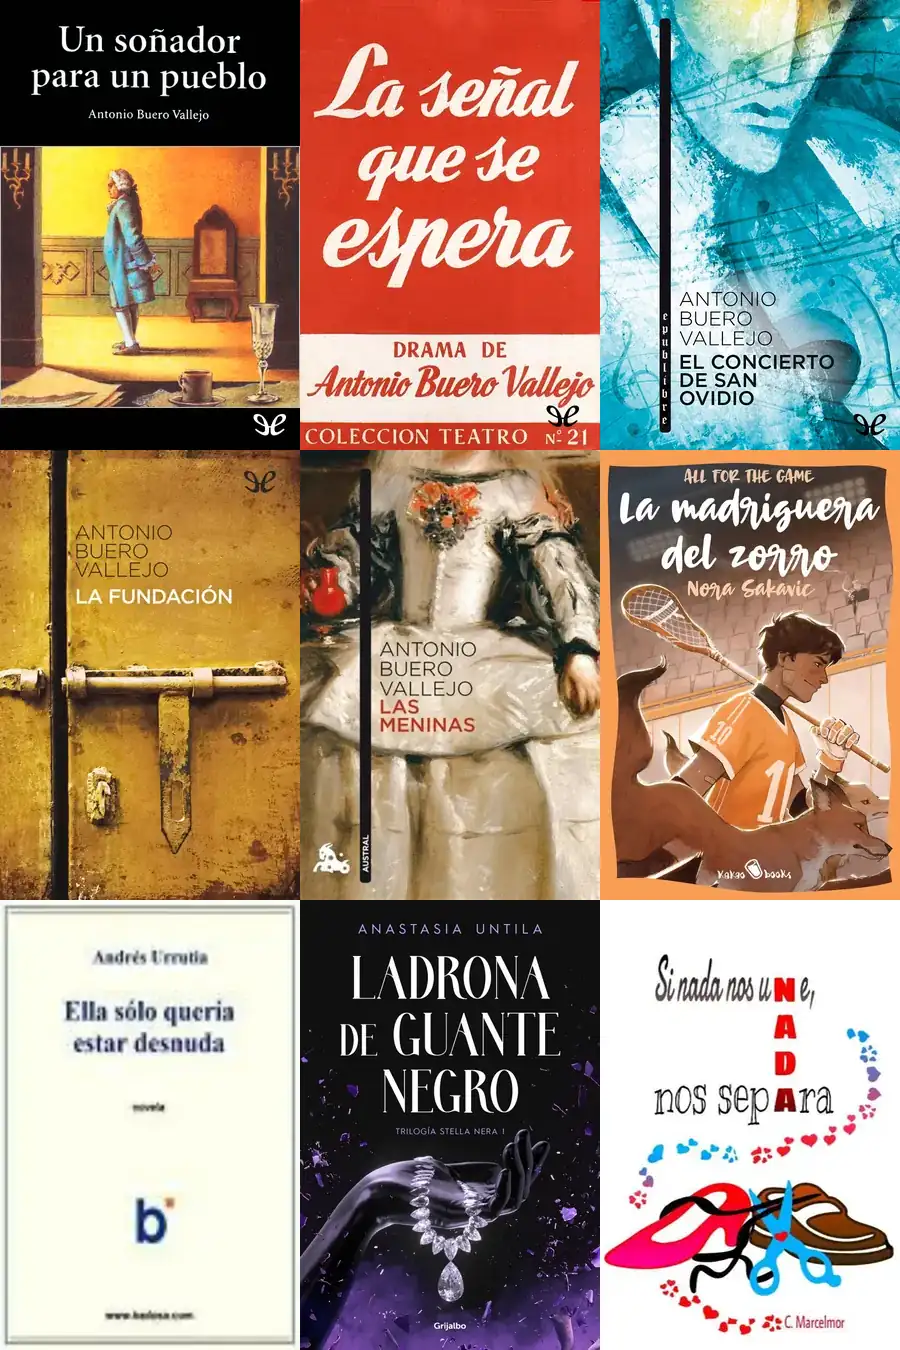 Un soñador
para un pueblo
Antonio Buero Vallejo
La señal
que se
espera
DRAMA DE
Antonio Buero Vallejo
COLECCION TEATRO Nº 21
ANTONIO
BUERO
VALLEJO
EL CONCIERTO
DE SAN
OVIDIO
epublibre
ANTONIO
BUERO
VALLEJO
LA FUNDACIÓN
ANTONIO
BUERO
VALLEJO
LAS
MENINAS
AUSTRAL
ALL FOR THE GAME
La madriguera
del zorro
Nora Sakavic
10
1
kakao books
Andrés Urrutia
Ella sólo quería
estar desnuda
novela
b
www.badosa.com
ANASTASIA UNTILA
LADRONA
DE GUANTE
NEGRO
TRILOGÍA STELLA NERA 1
Grijalbo
Si nada nos uNe,
A
D
nos sepAra
C. Marcelmor